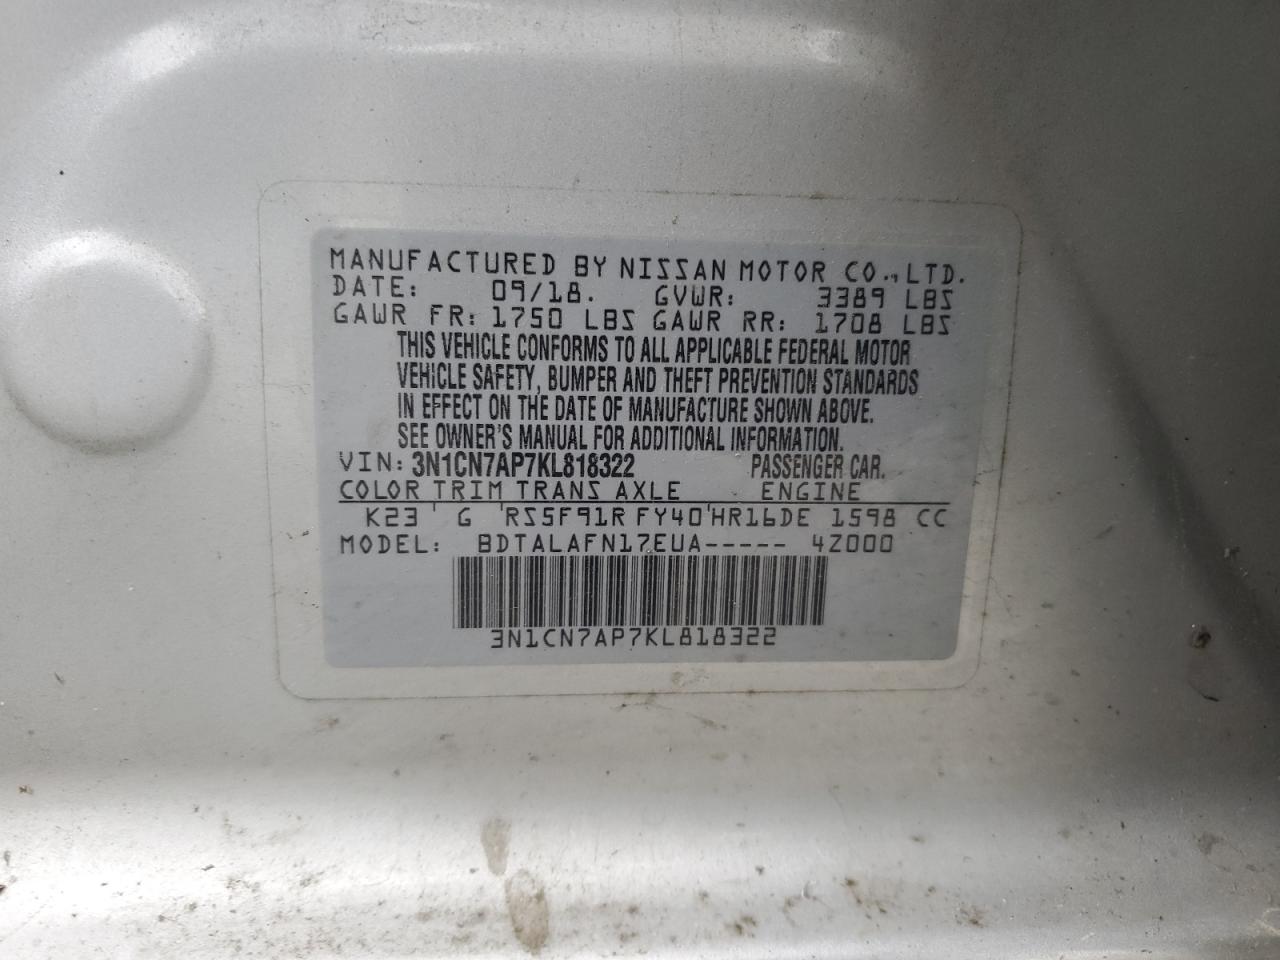 MANUFACTURED BY NISSAN MOTOR CO., LTD.
DATE: 09/18. GVWR: 3389 LBS
GAWR FR: 1750 LBS GAWR RR: 1708 LBS
THIS VEHICLE CONFORMS TO ALL APPLICABLE FEDERAL MOTOR
VEHICLE SAFETY, BUMPER AND THEFT PREVENTION STANDARDS
IN EFFECT ON THE DATE OF MANUFACTURE SHOWN ABOVE.
SEE OWNER'S MANUAL FOR ADDITIONAL INFORMATION.
VIN: 3N1CN7AP7KL818322 PASSENGER CAR.
COLOR TRIM TRANS AXLE ENGINE
K23 ' G ' RS5F91R FY40 ' HR16DE 1598 CC
MODEL: BDTALAFN17EUA----- 4Z000
3N1CN7AP7KL818322